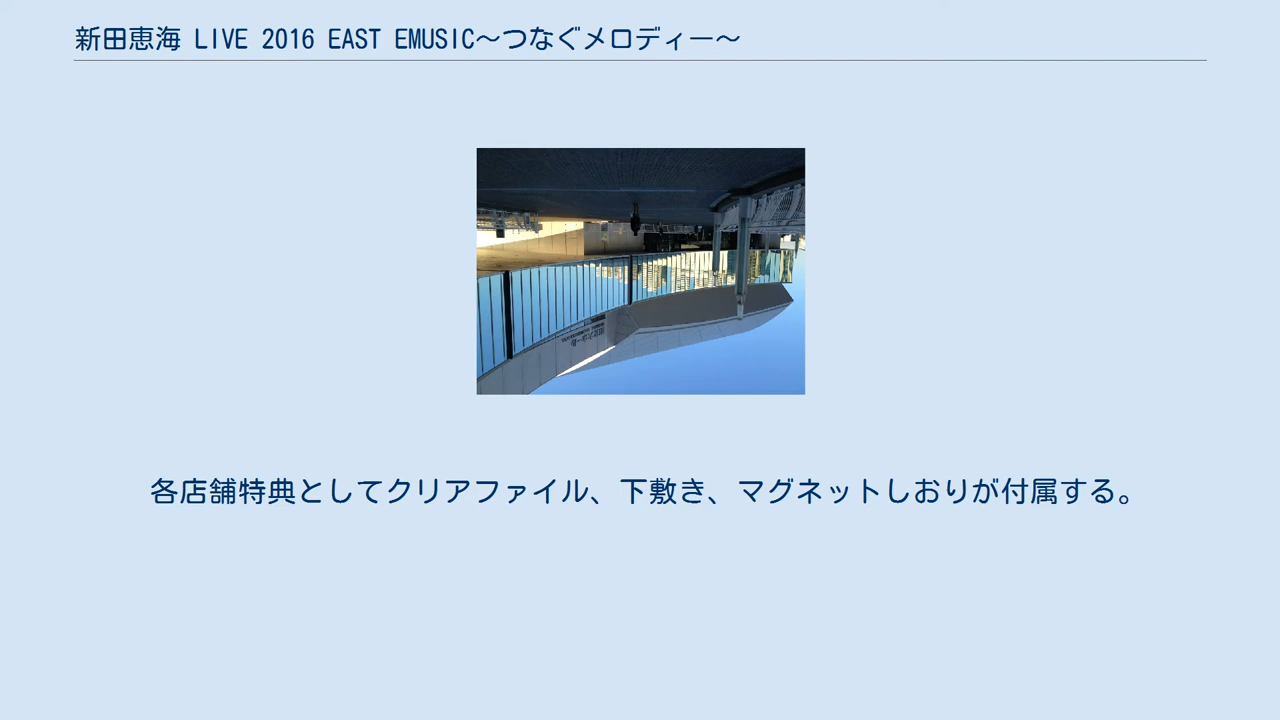 新田恵海 LIVE 2016 EAST EMUSIC～つなぐメロディー～
各店舗特典としてクリアファイル、下敷き、マグネットしおりが付属する。